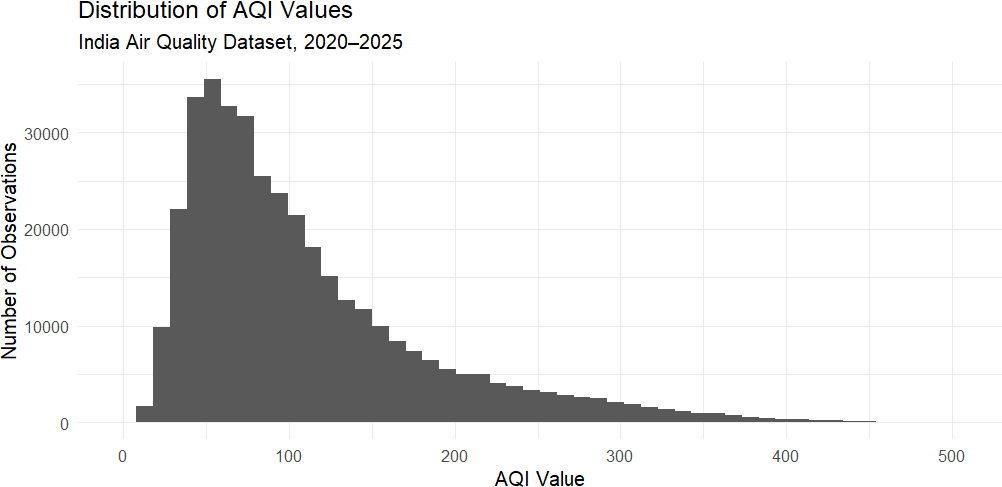 Distribution of AQI Values
India Air Quality Dataset, 2020–2025
Number of Observations
30000
20000
10000
0
0 100 200 300 400 500
AQI Value